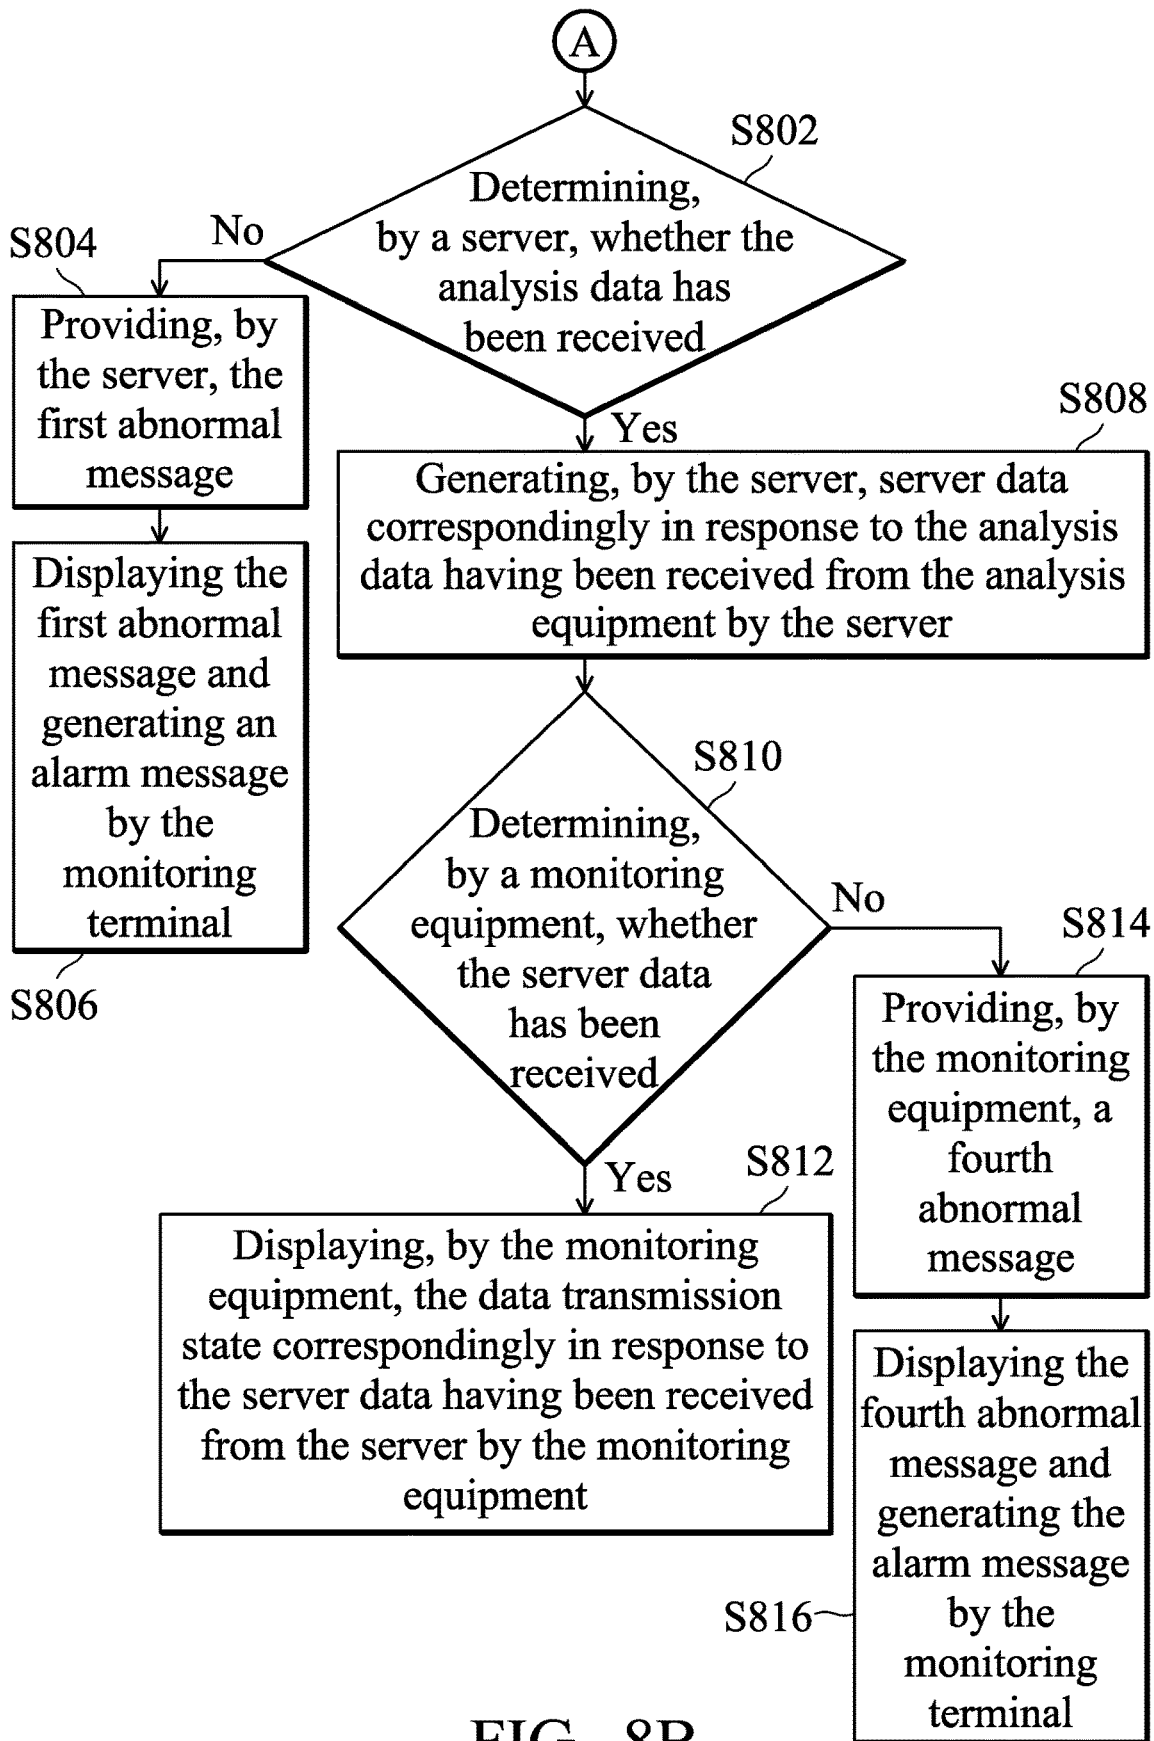 A
S802
Determining,
by a server, whether the
analysis data has
been received
No
S804
Providing, by
the server, the
first abnormal
message
Displaying the
first abnormal
message and
generating an
alarm message
by the
monitoring
terminal
S806
Yes
S808
Generating, by the server, server data
correspondingly in response to the analysis
data having been received from the analysis
equipment by the server
S810
Determining,
by a monitoring
equipment, whether
the server data
has been
received
No
S814
Providing, by
the monitoring
equipment, a
fourth
abnormal
message
Yes
S812
Displaying, by the monitoring
equipment, the data transmission
state correspondingly in response to
the server data having been received
from the server by the monitoring
equipment
Displaying the
fourth abnormal
message and
generating the
alarm message
by the
monitoring
terminal
S816
FIG. 8B